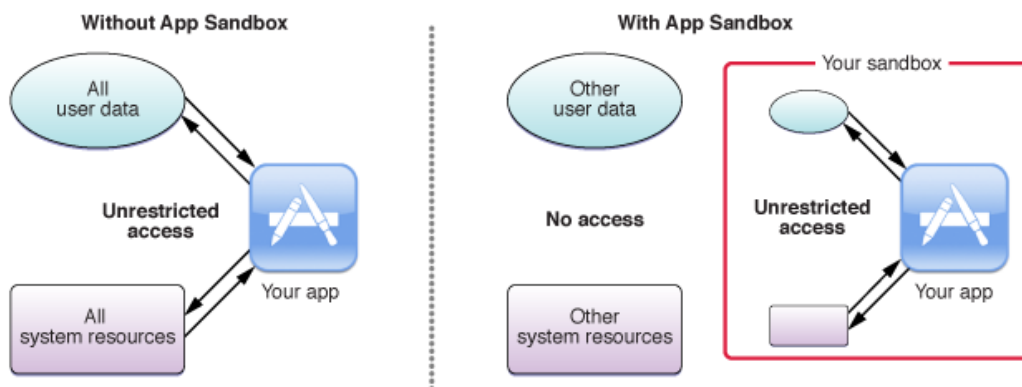 Without App Sandbox
All
user data
Unrestricted
access
Your app
All
system resources
With App Sandbox
Other
user data
No access
Other
system resources
Your sandbox
Unrestricted
access
Your app